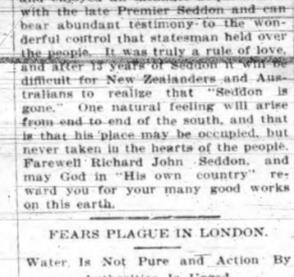 with the late Premier Seddon and can
bear abundant testimony to the won-
derful control that statesman held over
the people. It was truly a rule of love,
and after 13 years of Seddon it will be
difficult for New Zealanders and Aus-
tralians to realize that "Seddon is
gone." One natural feeling will arise
from end to end of the south, and that
is that his place may be occupied, but
never taken in the hearts of the people.
Farewell Richard John Seddon, and
may God in "His own country" re-
ward you for your many good works
on this earth.
FEARS PLAGUE IN LONDON.
Water Is Not Pure and Action By